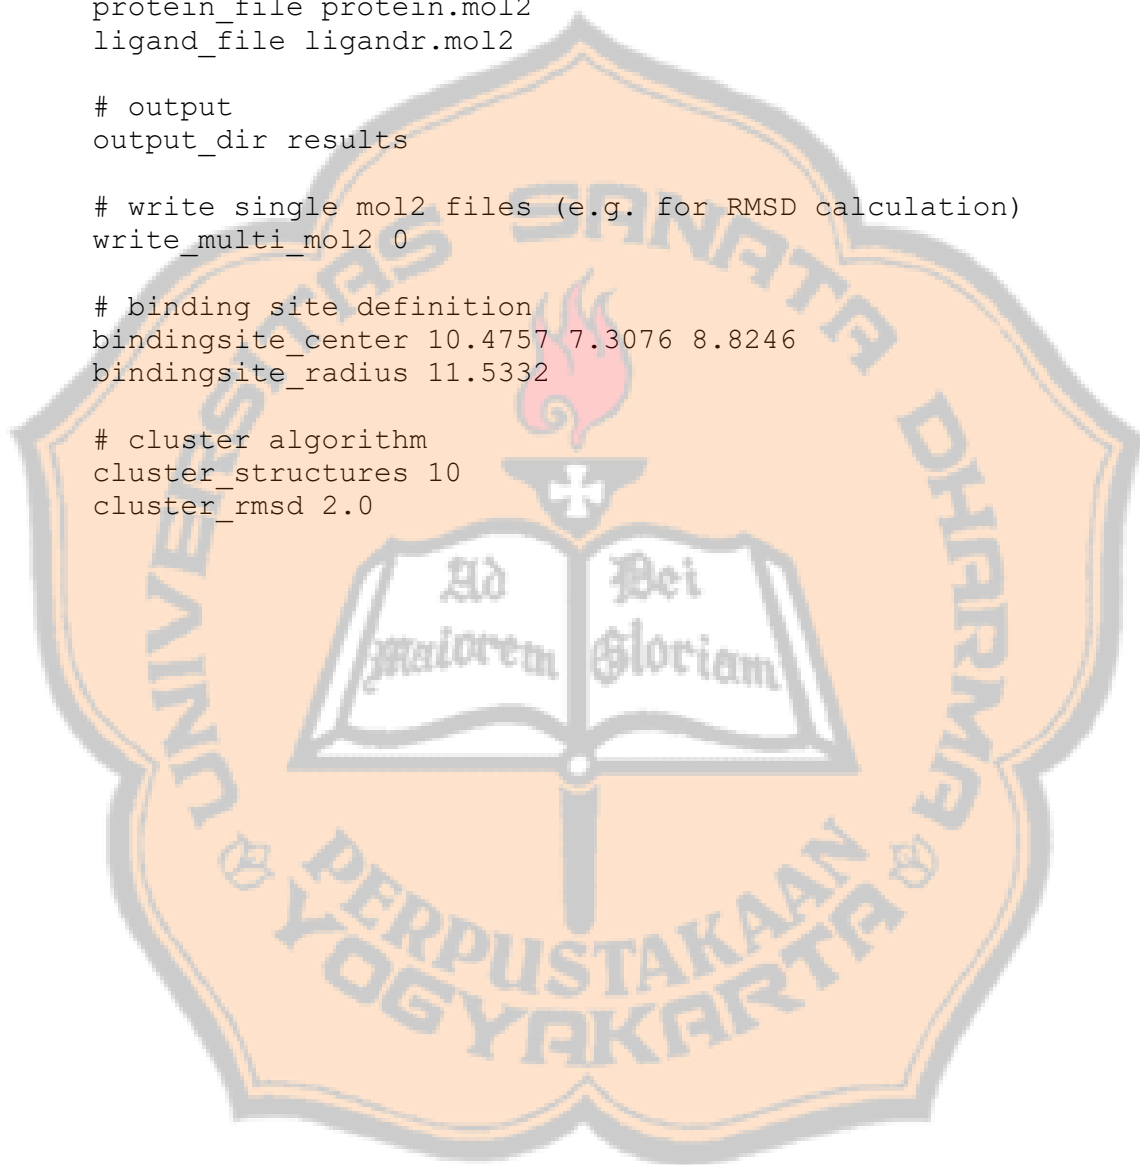 protein_file protein.mol2
ligand_file ligandr.mol2
# output
output_dir results
# write single mol2 files (e.g. for RMSD calculation)
write_multi_mol2 0
# binding site definition
bindingsite_center 10.4757 7.3076 8.8246
bindingsite_radius 11.5332
# cluster algorithm
cluster_structures 10
cluster_rmsd 2.0
UNIVERSITAS SANATA DHARMA
Ad Maiorem
Dei Gloriam
PERPUSTAKAAN
YOGYAKARTA